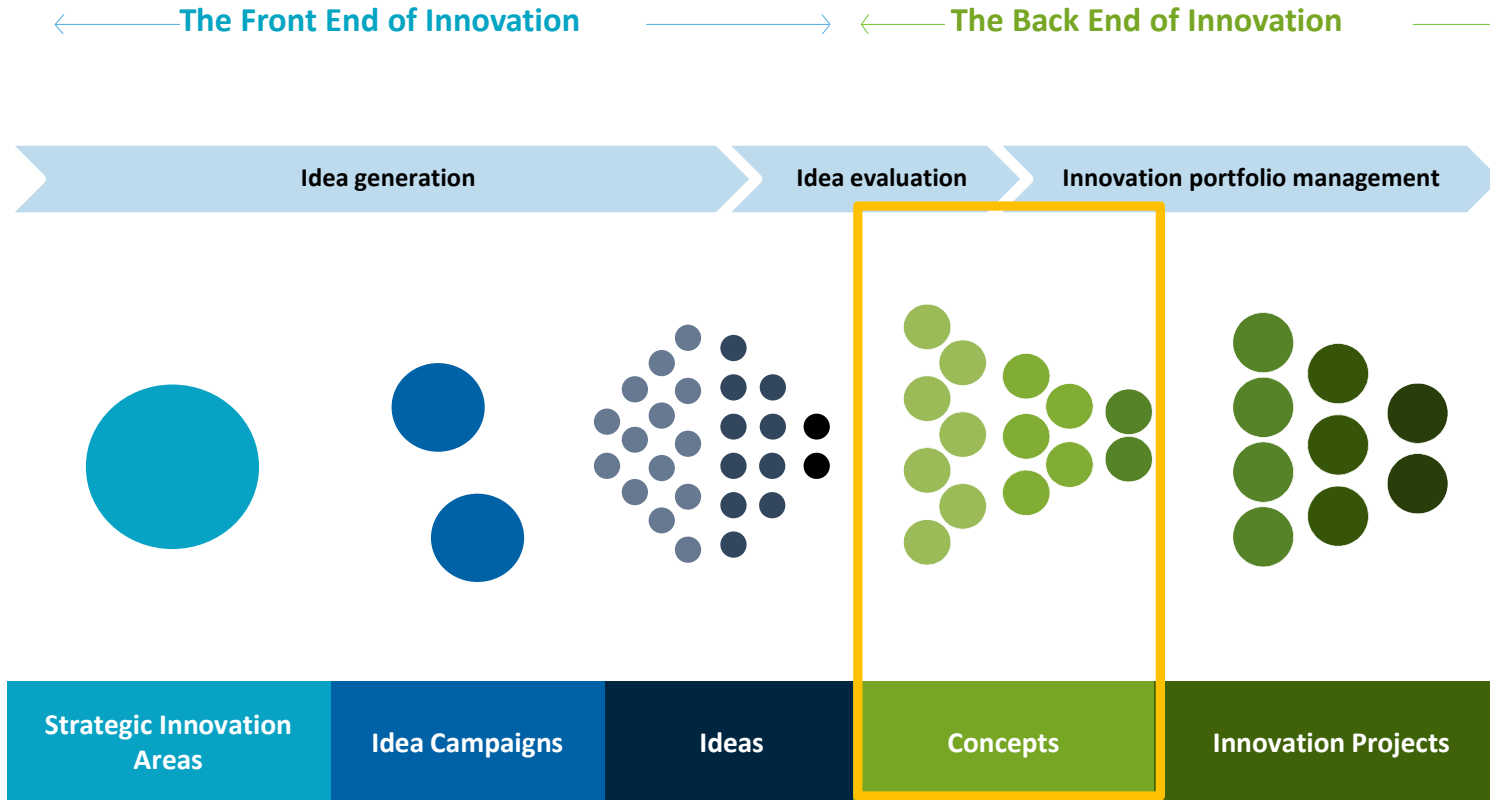 The Front End of Innovation
The Back End of Innovation
Idea generation
Idea evaluation
Innovation portfolio management
Strategic Innovation
Areas
Idea Campaigns
Ideas
Concepts
Innovation Projects